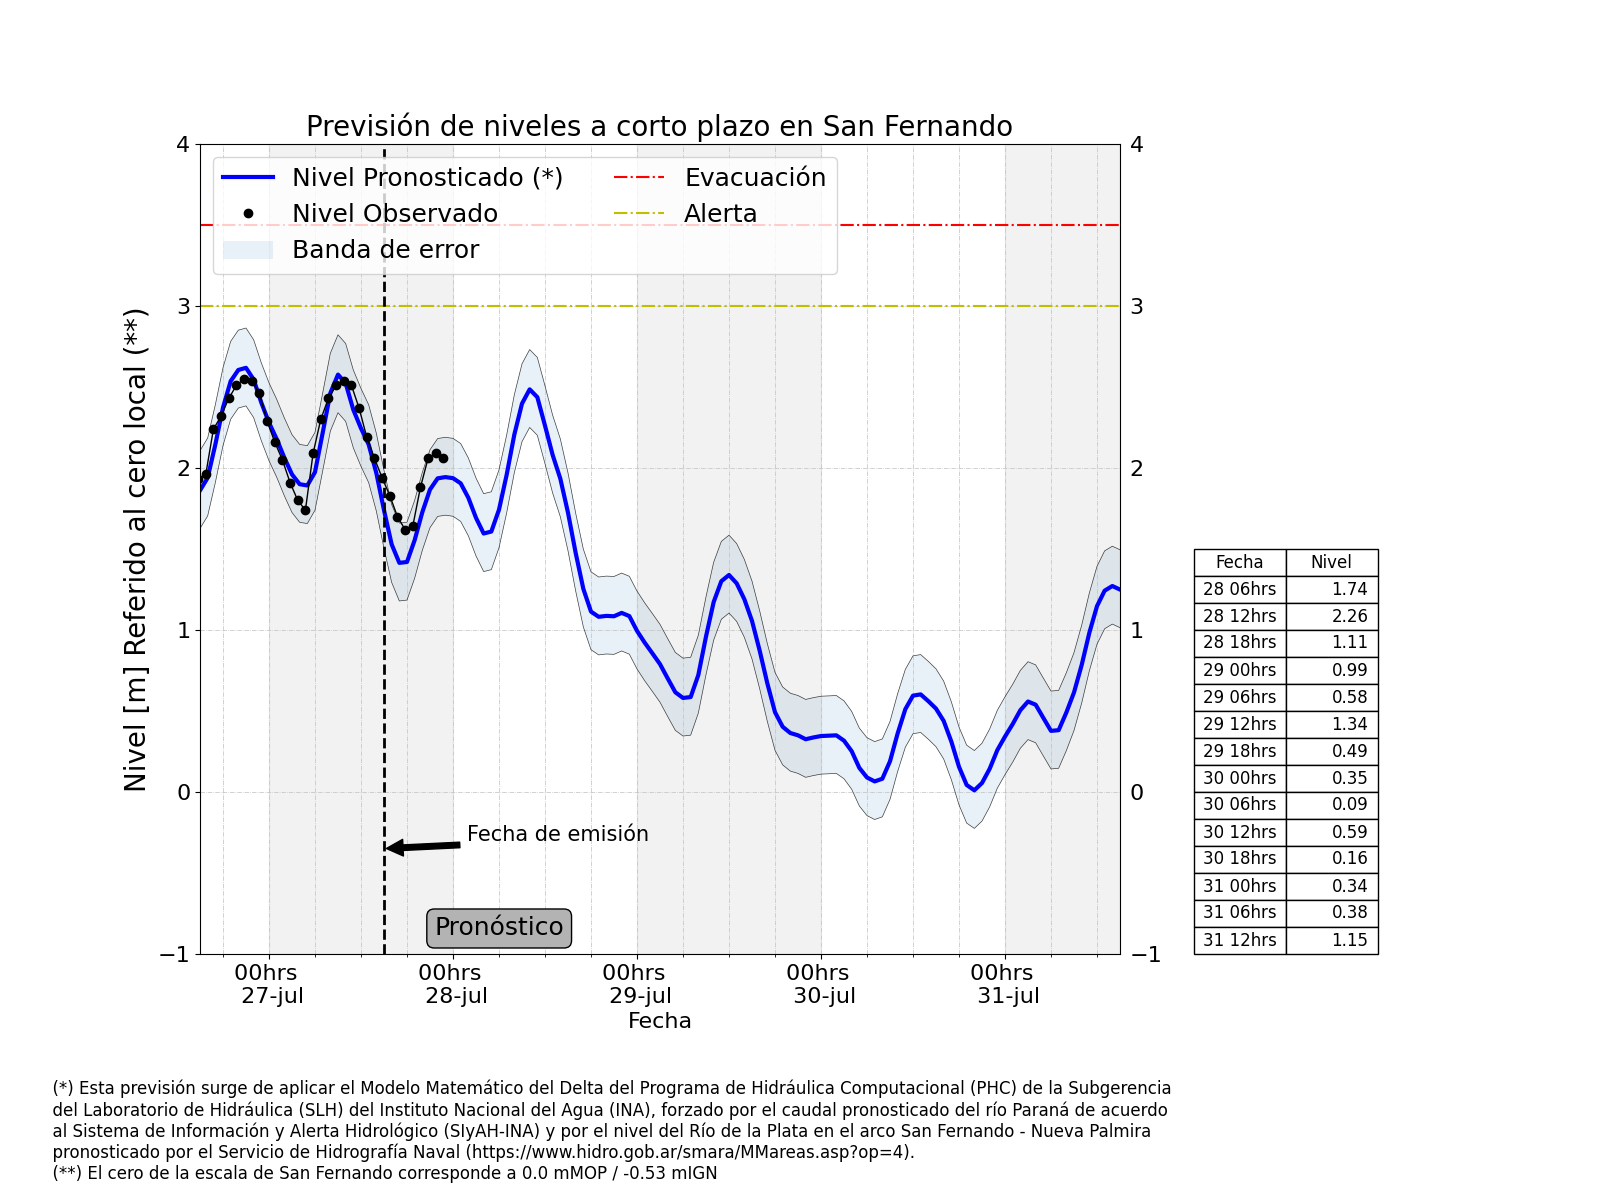 Previsión de niveles a corto plazo en San Fernando
Nivel Pronosticado (*)
Nivel Observado
Banda de error
Evacuación
Alerta
Nivel [m] Referido al cero local (**)
4
3
2
1
0
−1
4
3
2
1
0
−1
Fecha de emisión
Pronóstico
00hrs
27-jul
00hrs
28-jul
00hrs
29-jul
00hrs
30-jul
00hrs
31-jul
Fecha
Fecha Nivel
28 06hrs 1.74
28 12hrs 2.26
28 18hrs 1.11
29 00hrs 0.99
29 06hrs 0.58
29 12hrs 1.34
29 18hrs 0.49
30 00hrs 0.35
30 06hrs 0.09
30 12hrs 0.59
30 18hrs 0.16
31 00hrs 0.34
31 06hrs 0.38
31 12hrs 1.15
(*) Esta previsión surge de aplicar el Modelo Matemático del Delta del Programa de Hidráulica Computacional (PHC) de la Subgerencia
del Laboratorio de Hidráulica (SLH) del Instituto Nacional del Agua (INA), forzado por el caudal pronosticado del río Paraná de acuerdo
al Sistema de Información y Alerta Hidrológico (SIyAH-INA) y por el nivel del Río de la Plata en el arco San Fernando - Nueva Palmira
pronosticado por el Servicio de Hidrografía Naval (https://www.hidro.gob.ar/smara/MMareas.asp?op=4).
(**) El cero de la escala de San Fernando corresponde a 0.0 mMOP / -0.53 mIGN